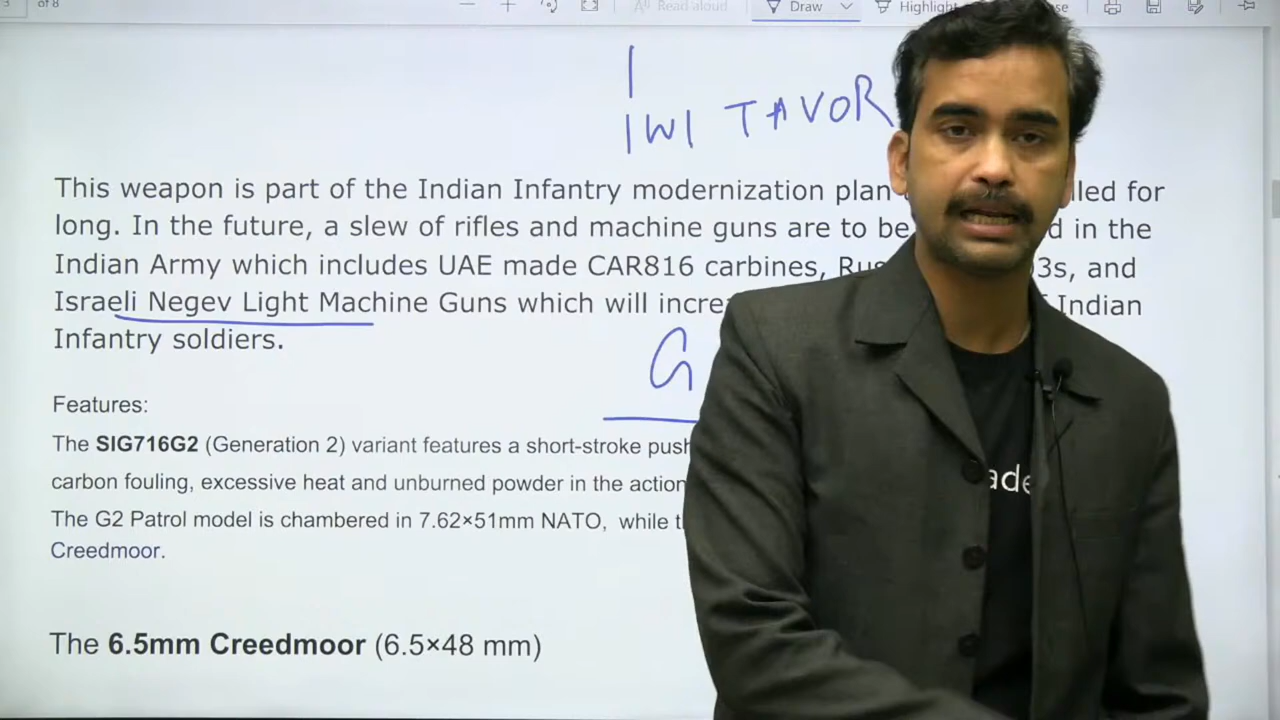 of 8
Read aloud Draw Highlight
IWI TAVOR
This weapon is part of the Indian Infantry modernization plan for
long. In the future, a slew of rifles and machine guns are to be in the
Indian Army which includes UAE made CAR816 carbines, and
Israeli Negev Light Machine Guns which will Indian
Infantry soldiers.
G
Features:
The SIG716G2 (Generation 2) variant features a short-stroke
carbon fouling, excessive heat and unburned powder in the action
The G2 Patrol model is chambered in 7.62×51mm NATO, while
Creedmoor.
The 6.5mm Creedmoor (6.5×48 mm)